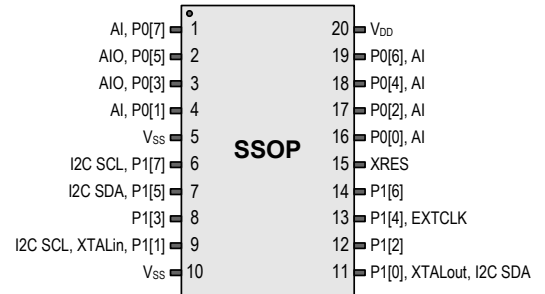 AI, P0[7] 1 20 VDD
AIO, P0[5] 2 19 P0[6], AI
AIO, P0[3] 3 18 P0[4], AI
AI, P0[1] 4 17 P0[2], AI
VSS 5 16 P0[0], AI
SSOP
I2C SCL, P1[7] 6 15 XRES
I2C SDA, P1[5] 7 14 P1[6]
P1[3] 8 13 P1[4], EXTCLK
I2C SCL, XTALin, P1[1] 9 12 P1[2]
VSS 10 11 P1[0], XTALout, I2C SDA